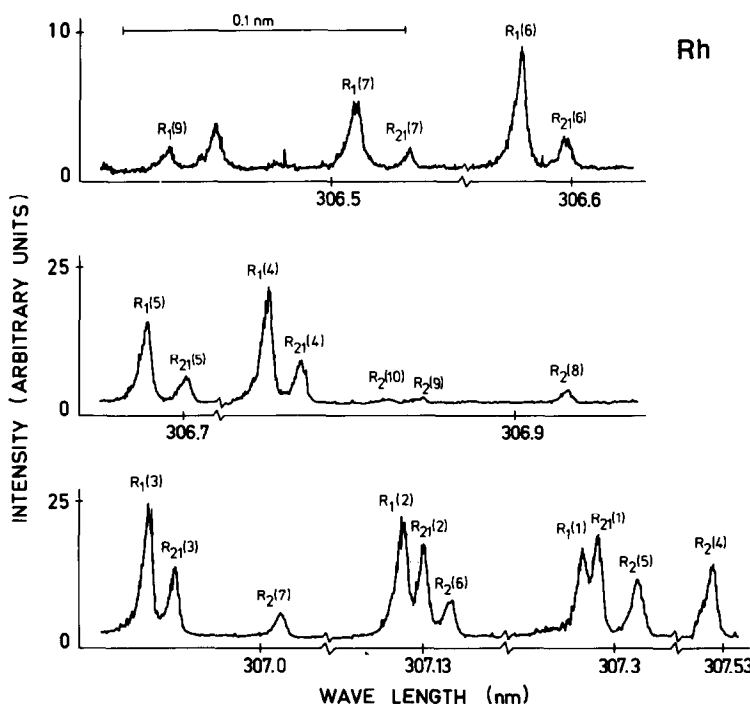 10
0.1 nm
R1(6)
Rh
R1(9)
R1(7)
R21(7)
R21(6)
0
306.5
306.6
25
R1(5)
R21(5)
R1(4)
R21(4)
R2(10)
R2(9)
R2(8)
0
306.7
306.9
INTENSITY (ARBITRARY UNITS)
25
R1(3)
R21(3)
R2(7)
R1(2)
R21(2)
R2(6)
R1(1)
R21(1)
R2(5)
R2(4)
0
307.0
307.13
307.3
307.53
WAVE LENGTH (nm)